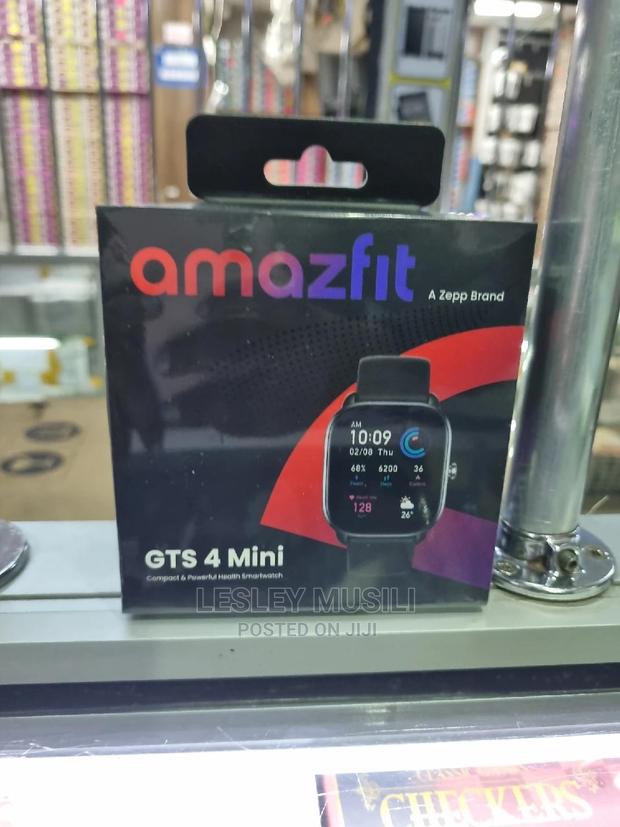 amazfit
A Zepp Brand
AM
10:09
02/08 Thu
68% 6200 36
128
26°
GTS 4 Mini
Compact & Powerful Health Smartwatch
LESLEY MUSILI
POSTED ON JIJI
CHECKERS